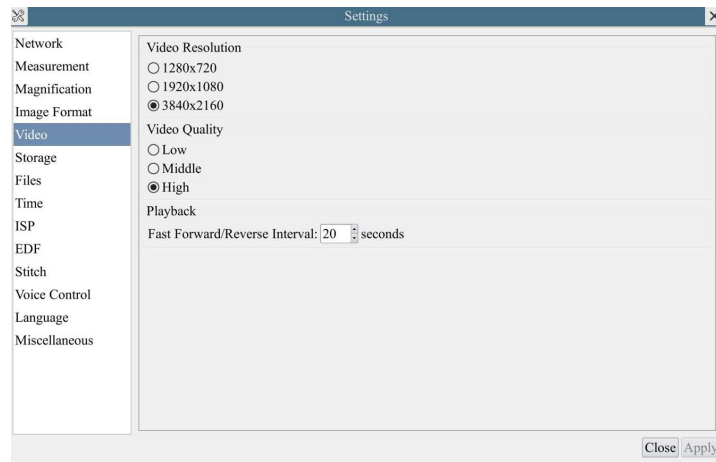 Settings
Network
Measurement
Magnification
Image Format
Video
Storage
Files
Time
ISP
EDF
Stitch
Voice Control
Language
Miscellaneous
Video Resolution
1280x720
1920x1080
3840x2160
Video Quality
Low
Middle
High
Playback
Fast Forward/Reverse Interval: 20 seconds
Close Apply